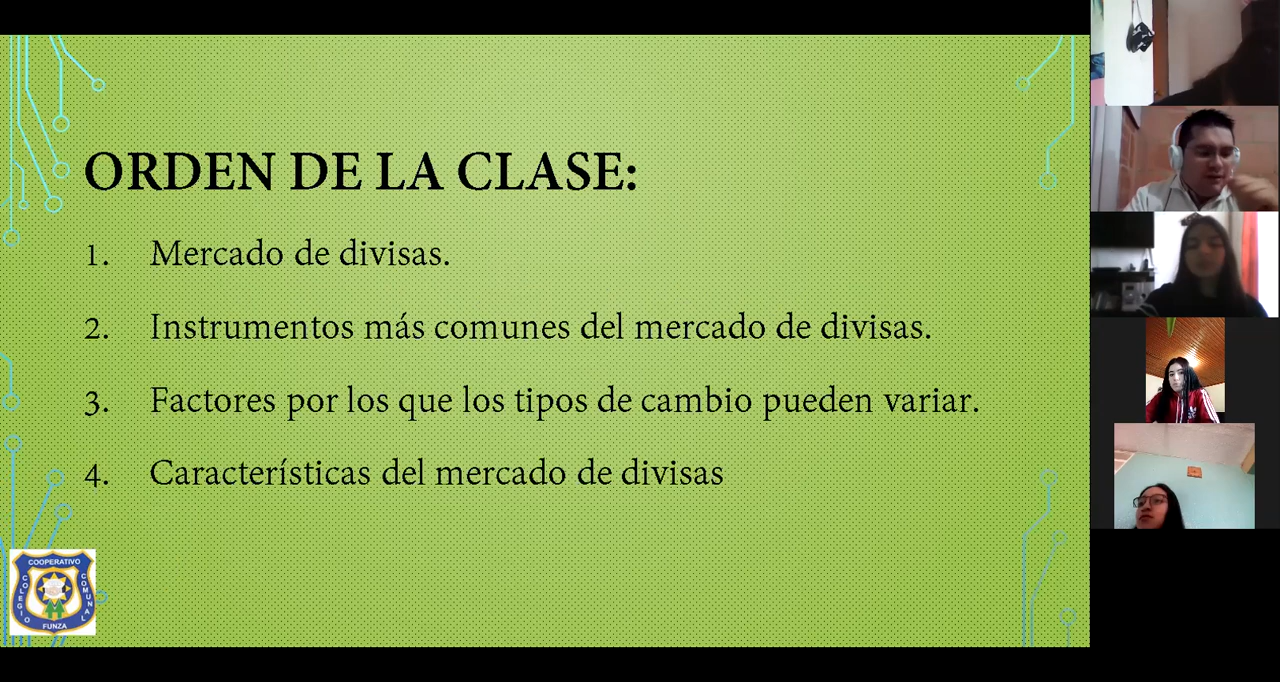 ORDEN DE LA CLASE:
1. Mercado de divisas.
2. Instrumentos más comunes del mercado de divisas.
3. Factores por los que los tipos de cambio pueden variar.
4. Características del mercado de divisas
COOPERATIVO
COLEGIO
COMUNAL
FUNZA